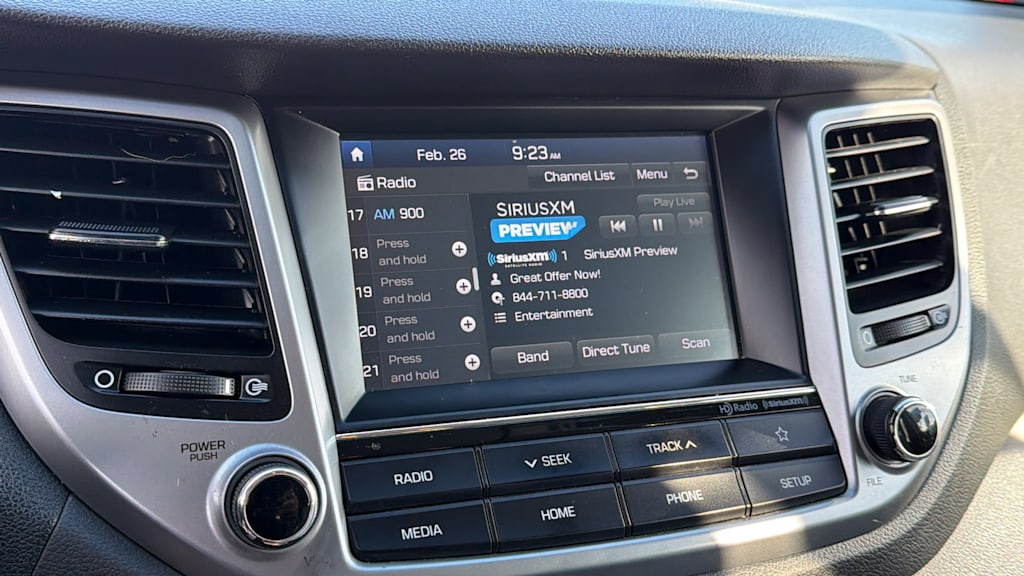 Feb. 26 9:23 AM
Radio Channel List Menu
17 AM 900
18 Press and hold
19 Press and hold
20 Press and hold
21 Press and hold
SIRIUSXM
PREVIEW
Play Live
SiriusXM 1 SiriusXM Preview
SATELLITE RADIO
Great Offer Now!
844-711-8800
Entertainment
Band Direct Tune Scan
HD Radio SiriusXM
POWER
PUSH
RADIO SEEK TRACK
MEDIA HOME PHONE SETUP
TUNE
FILE